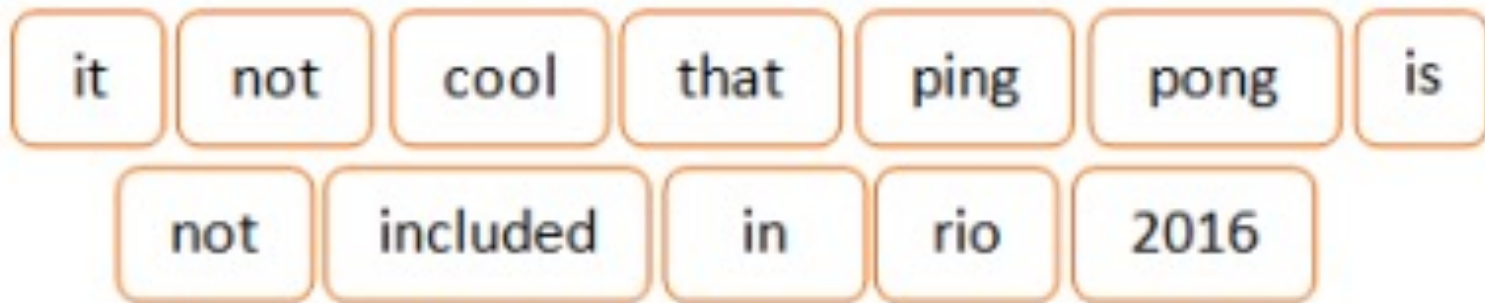 it not cool that ping pong is
not included in rio 2016